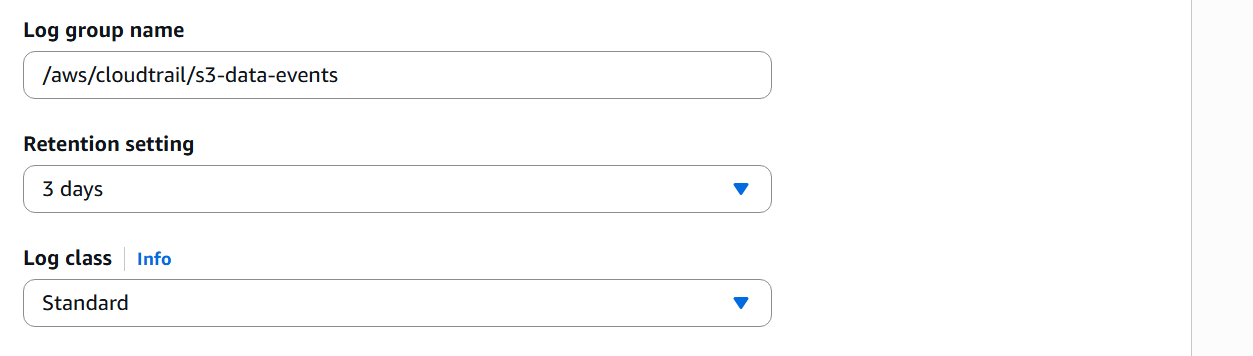 Log group name
/aws/cloudtrail/s3-data-events
Retention setting
3 days
Log class Info
Standard